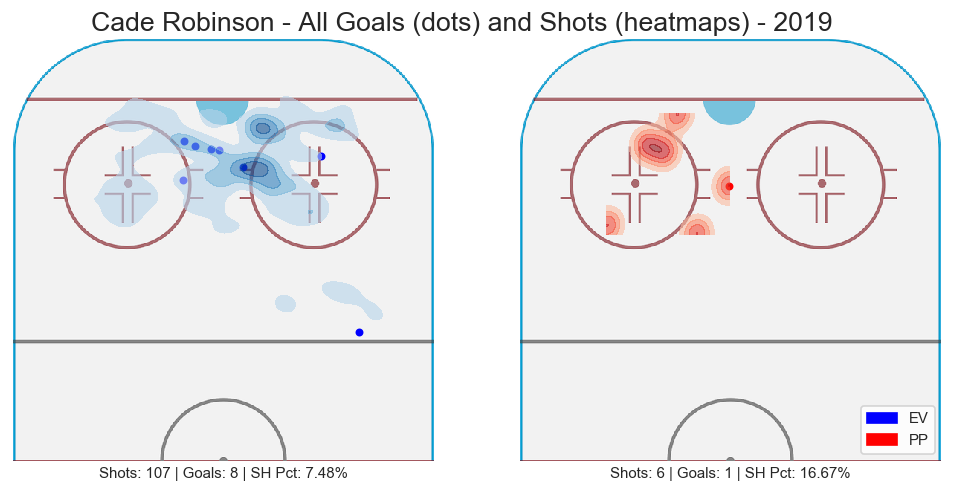 Cade Robinson - All Goals (dots) and Shots (heatmaps) - 2019
EV
PP
Shots: 107 | Goals: 8 | SH Pct: 7.48%
Shots: 6 | Goals: 1 | SH Pct: 16.67%